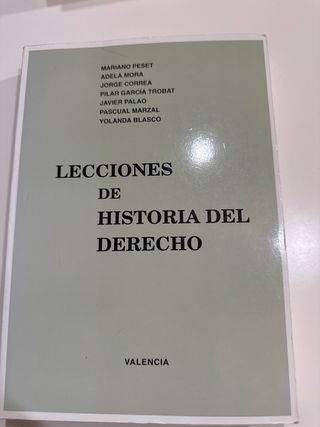 MARIANO PESET
ADELA MORA
JORGE CORREA
PILAR GARCÍA TROBAT
JAVIER PALAO
PASCUAL MARZAL
YOLANDA BLASCO
LECCIONES
DE
HISTORIA DEL
DERECHO
VALENCIA